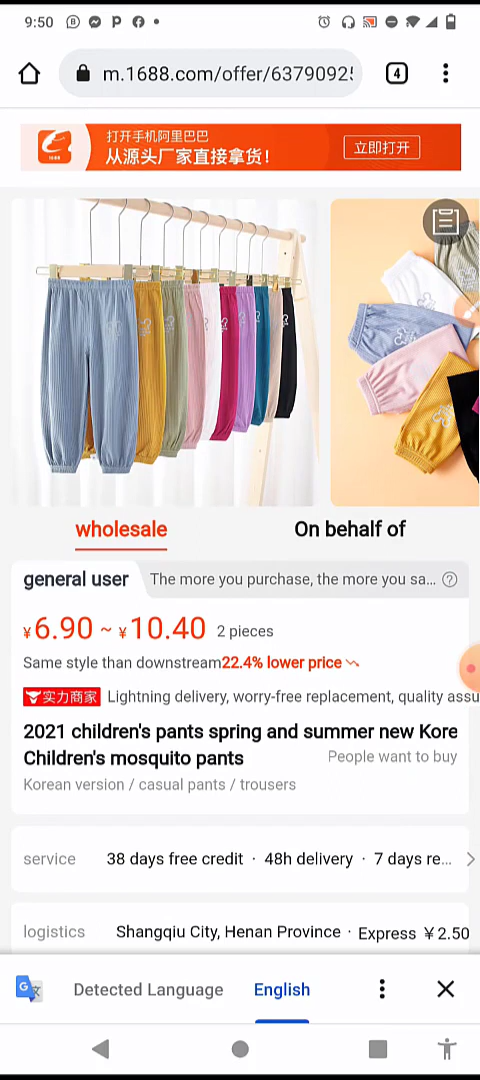 9:50
m.1688.com/offer/63790925
4
打开手机阿里巴巴
从源头厂家直接拿货!
立即打开
1688
wholesale
On behalf of
general user
The more you purchase, the more you sa... ?
¥6.90 ~ ¥10.40 2 pieces
Same style than downstream22.4% lower price
实力商家 Lightning delivery, worry-free replacement, quality assu
2021 children's pants spring and summer new Kore
Children's mosquito pants
People want to buy
Korean version / casual pants / trousers
service
38 days free credit · 48h delivery · 7 days re...
logistics
Shangqiu City, Henan Province · Express ¥2.50
Detected Language
English